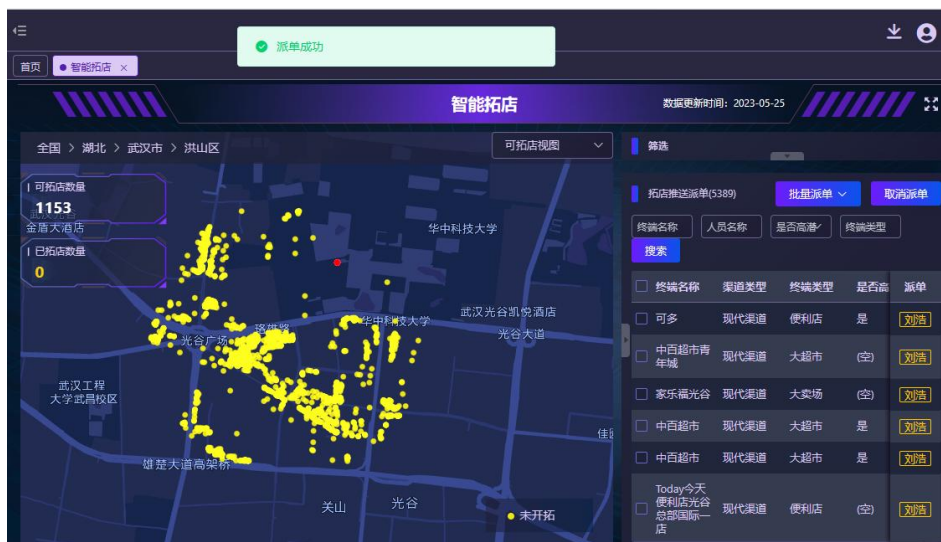 派单成功
首页
智能拓店 ×
智能拓店
数据更新时间：2023-05-25
全国 > 湖北 > 武汉市 > 洪山区
可拓店视图
可拓店数量
1153
金盾大酒店
已拓店数量
0
华中科技大学
武汉光谷凯悦酒店
华中科技大学
光谷大道
珞雄路
光谷广场
武汉工程
大学武昌校区
雄楚大道高架桥
关山
光谷
未开拓
筛选
拓店推送派单(5389)
批量派单
取消派单
终端名称
人员名称
是否高潜
终端类型
搜索
终端名称 渠道类型 终端类型 是否高 派单
可多 现代渠道 便利店 是 刘浩
中百超市青
年城 现代渠道 大超市 (空) 刘浩
家乐福光谷 现代渠道 大卖场 (空) 刘浩
中百超市 现代渠道 大超市 是 刘浩
中百超市 现代渠道 大超市 是 刘浩
Today今天
便利店光谷
总部国际一
店 现代渠道 便利店 (空) 刘浩